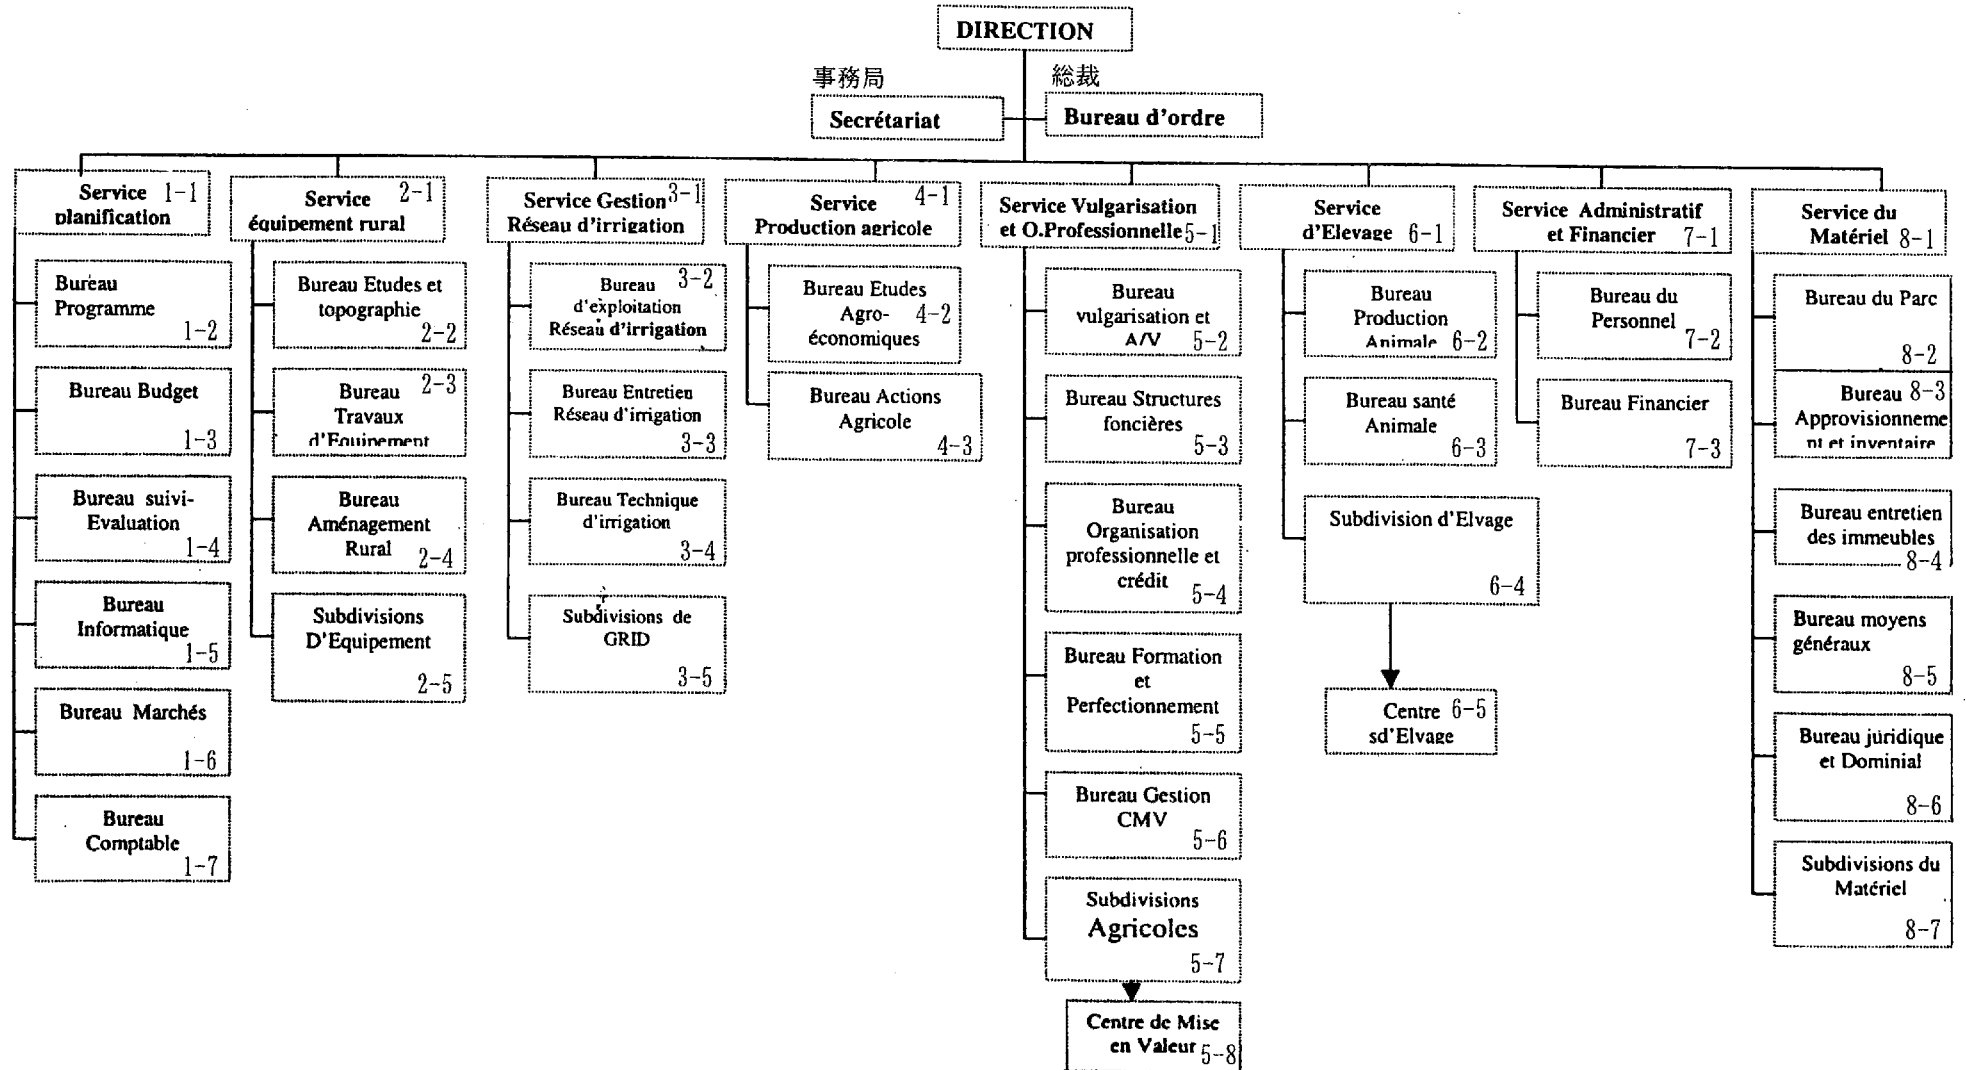 DIRECTION
事務局
総裁
Secrétariat
Bureau d'ordre
Service 1-1
planification
Bureau
Programme
1-2
Bureau Budget
1-3
Bureau suivi-
Evaluation
1-4
Bureau
Informatique
1-5
Bureau Marchés
1-6
Bureau
Comptable
1-7
Service 2-1
équipement rural
Bureau Etudes et
topographie
2-2
Bureau 2-3
Travaux
d'Equipement
Bureau
Aménagement
Rural
2-4
Subdivisions
D'Equipement
2-5
Service Gestion 3-1
Réseau d'irrigation
Bureau 3-2
d'exploitation
Réseau d'irrigation
Bureau Entretien
Réseau d'irrigation
3-3
Bureau Technique
d'irrigation
3-4
Subdivisions de
GRID
3-5
Service 4-1
Production agricole
Bureau Etudes
Agro- 4-2
économiques
Bureau Actions
Agricole
4-3
Service Vulgarisation
et O.Professionnelle 5-1
Bureau
vulgarisation et
A/V 5-2
Bureau Structures
foncières
5-3
Bureau
Organisation
professionnelle et
crédit
5-4
Bureau Formation
et
Perfectionnement
5-5
Bureau Gestion
CMV
5-6
Subdivisions
Agricoles
5-7
Centre de Mise
en Valeur 5-8
Service
d'Elevage 6-1
Bureau
Production
Animale 6-2
Bureau santé
Animale
6-3
Subdivision d'Elvage
6-4
Centre 6-5
sd'Elvage
Service Administratif
et Financier 7-1
Bureau du
Personnel
7-2
Bureau Financier
7-3
Service du
Matériel 8-1
Bureau du Parc
8-2
Bureau 8-3
Approvisionneme
nt et inventaire
Bureau entretien
des immeubles
8-4
Bureau moyens
généraux
8-5
Bureau juridique
et Dominial
8-6
Subdivisions du
Matériel
8-7